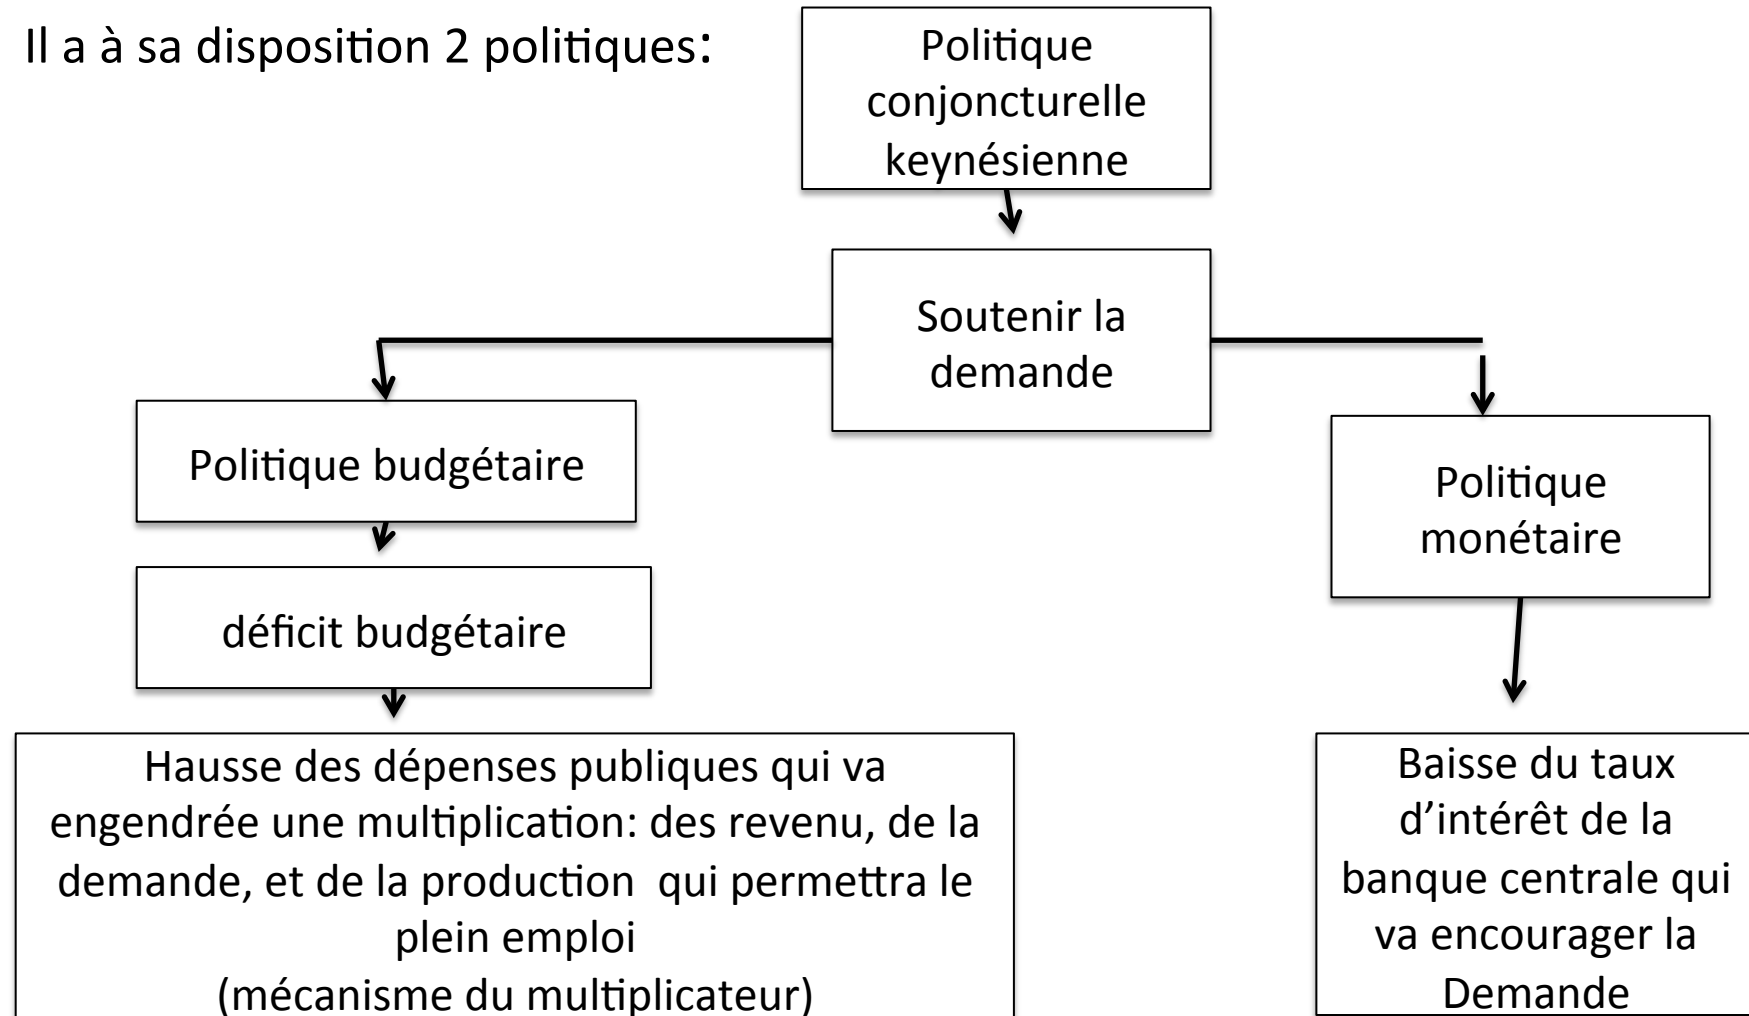 Il a à sa disposition 2 politiques:
Politique
conjoncturelle
keynésienne
Soutenir la
demande
Politique budgétaire
Politique
monétaire
déficit budgétaire
Hausse des dépenses publiques qui va
engendrée une multiplication: des revenu, de la
demande, et de la production  qui permettra le
plein emploi
(mécanisme du multiplicateur)
Baisse du taux
d’intérêt de la
banque centrale qui
va encourager la
Demande